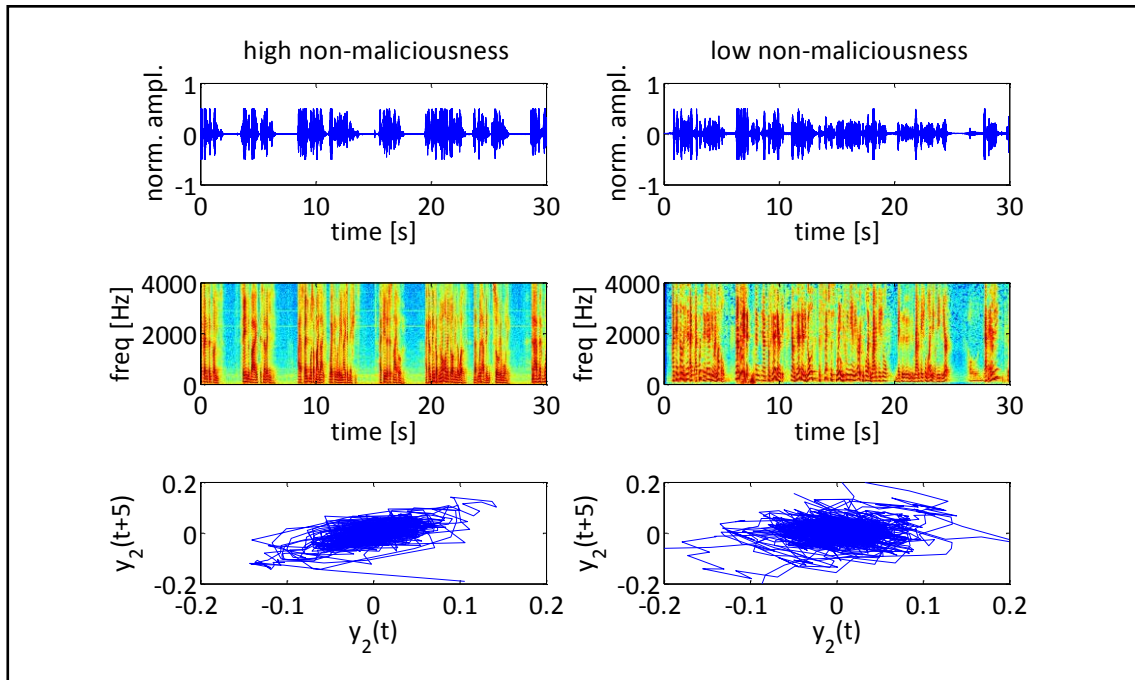 high non-maliciousness
low non-maliciousness
norm. ampl.
1
0
-1
0 10 20 30
time [s]
norm. ampl.
1
0
-1
0 10 20 30
time [s]
freq [Hz]
4000
2000
0
0 10 20 30
time [s]
freq [Hz]
4000
2000
0
0 10 20 30
time [s]
y_2(t+5)
0.2
0
-0.2
-0.2 -0.1 0 0.1 0.2
y_2(t)
y_2(t+5)
0.2
0
-0.2
-0.2 -0.1 0 0.1 0.2
y_2(t)